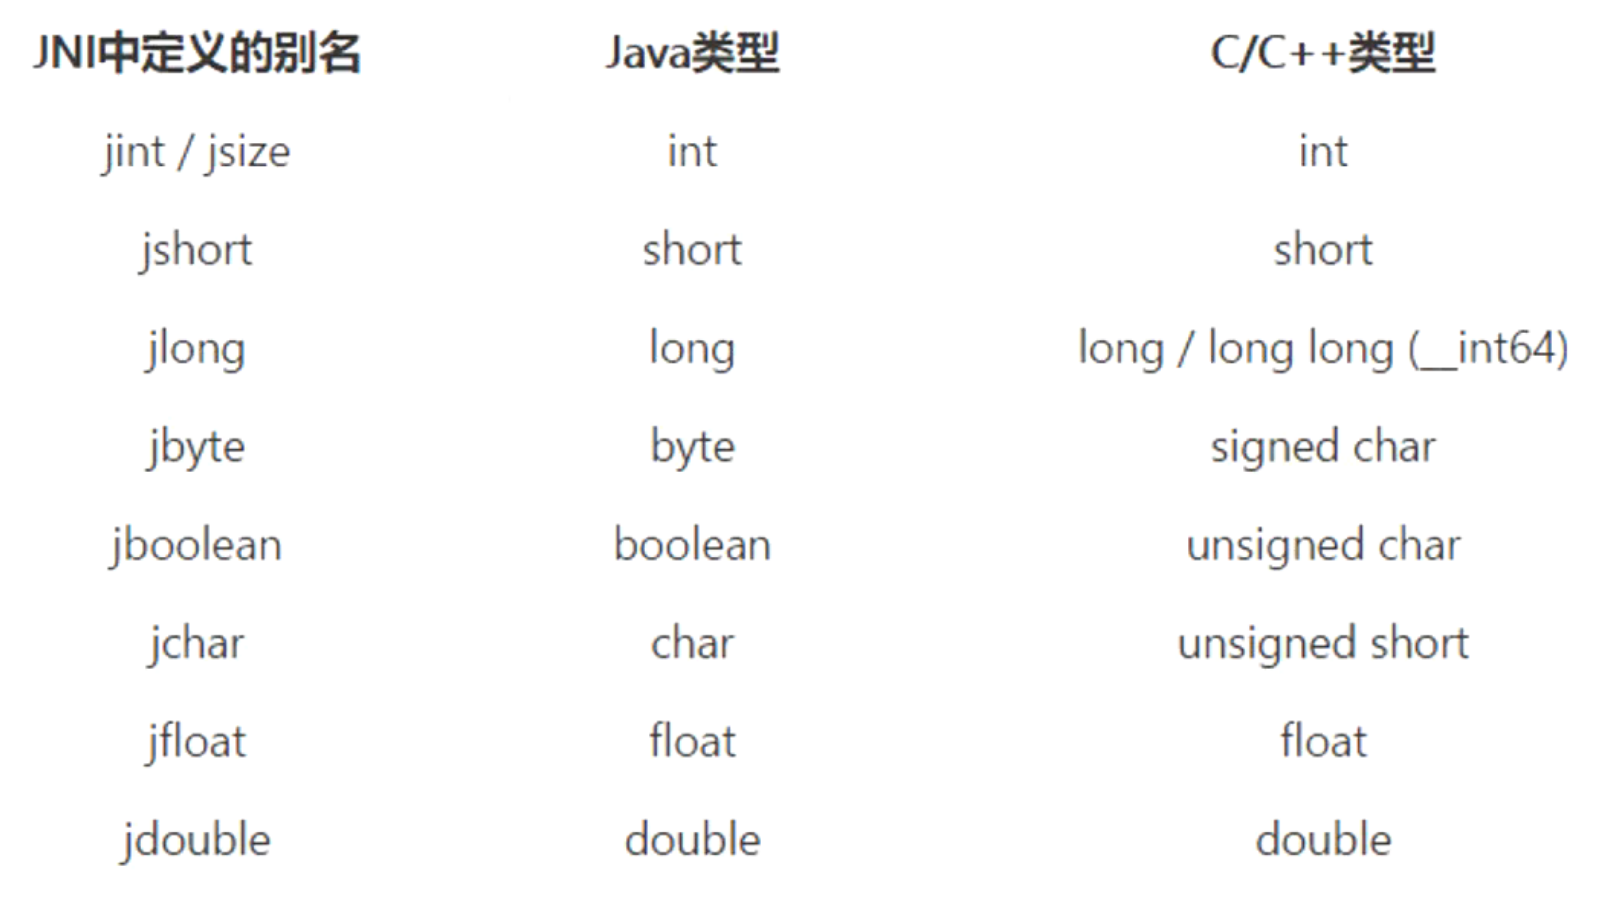 JNI中定义的别名 Java类型 C/C++类型
jint / jsize int int
jshort short short
jlong long long / long long (__int64)
jbyte byte signed char
jboolean boolean unsigned char
jchar char unsigned short
jfloat float float
jdouble double double